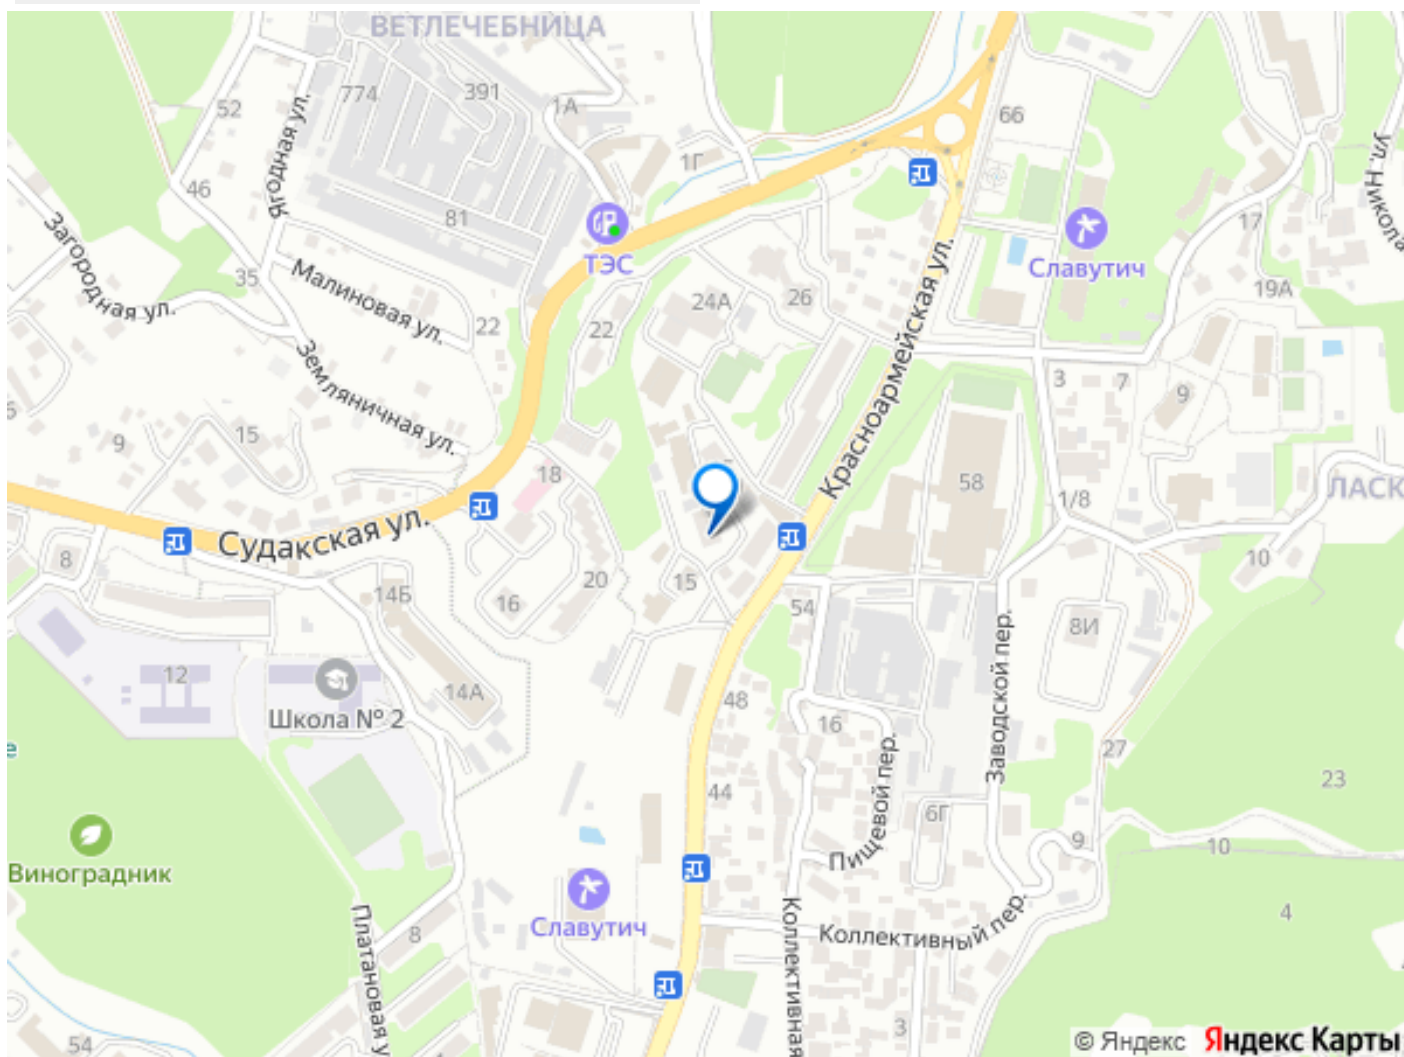 ВЕТЛЕЧЕБНИЦА
774
391
1А
52
66
Ягодная ул.
1Г
ул. Никола
46
81
17
Загородная ул.
ТЭС
Славутич
35
Малиновая ул.
19А
24А
26
22
22
Красноармейская ул.
Земляничная ул.
3
7
9
15
9
18
58
ЛАСК
1/8
Судакская ул.
8
10
14Б
20
15
16
54
8И
Заводской пер.
12
14А
48
Школа № 2
16
27
44
23
Пищевой пер.
6Г
9
10
Виноградник
Коллективный пер.
4
Славутич
8
Платановая у
Коллективная
3
54
© Яндекс Яндекс Карты